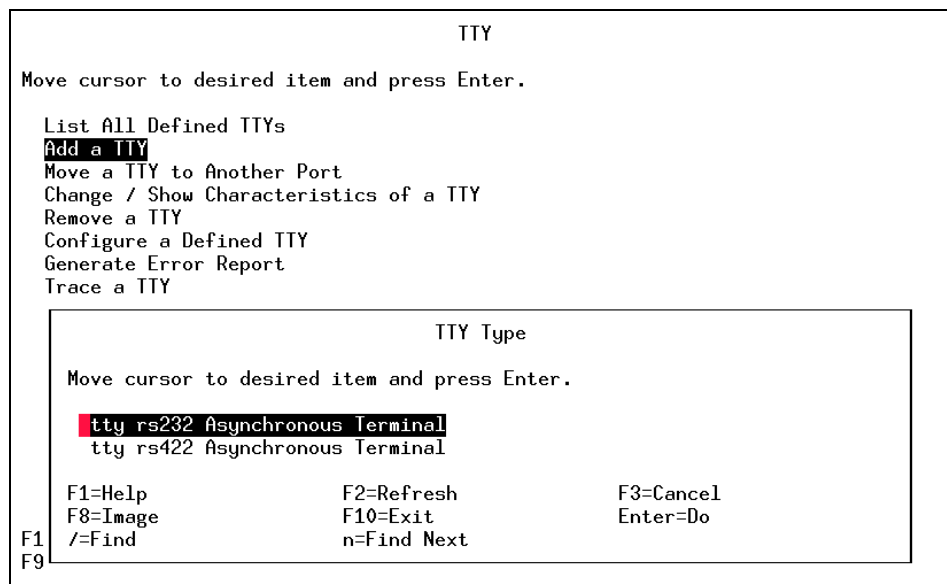 TTY
Move cursor to desired item and press Enter.
List All Defined TTYs
Add a TTY
Move a TTY to Another Port
Change / Show Characteristics of a TTY
Remove a TTY
Configure a Defined TTY
Generate Error Report
Trace a TTY
TTY Type
Move cursor to desired item and press Enter.
tty rs232 Asynchronous Terminal
tty rs422 Asynchronous Terminal
F1=Help F2=Refresh F3=Cancel
F8=Image F10=Exit Enter=Do
F1 /=Find n=Find Next
F9